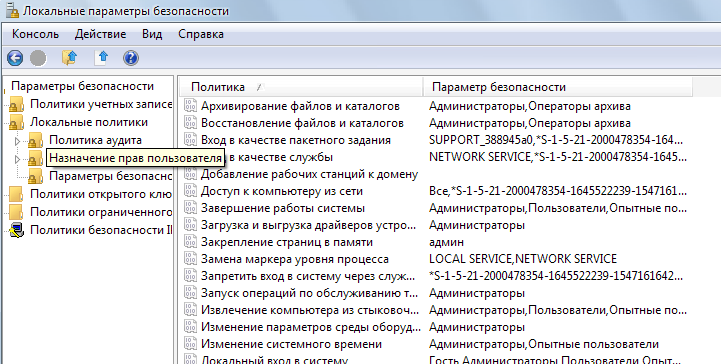 Локальные параметры безопасности
Консоль Действие Вид Справка
Параметры безопасности
Политики учетных записе
Локальные политики
Политика аудита
Назначение прав пользователя
Параметры безопасно
Политики открытого клю
Политики ограниченного
Политики безопасности I
Политика / Параметр безопасности
Архивирование файлов и каталогов Администраторы,Операторы архива
Восстановление файлов и каталогов Администраторы,Операторы архива
Вход в качестве пакетного задания SUPPORT_388945a0,*S-1-5-21-2000478354-164...
в качестве службы NETWORK SERVICE,*S-1-5-21-2000478354-1645...
Добавление рабочих станций к домену
Доступ к компьютеру из сети Все,*S-1-5-21-2000478354-1645522239-1547161...
Завершение работы системы Администраторы,Пользователи,Опытные по...
Загрузка и выгрузка драйверов устро... Администраторы
Закрепление страниц в памяти админ
Замена маркера уровня процесса LOCAL SERVICE,NETWORK SERVICE
Запретить вход в систему через служ... *S-1-5-21-2000478354-1645522239-1547161642...
Запуск операций по обслуживанию т... Администраторы
Извлечение компьютера из стыковоч... Администраторы,Пользователи,Опытные по...
Изменение параметров среды оборуд... Администраторы
Изменение системного времени Администраторы,Опытные пользователи
Локальный вход в систему Гость,Администраторы,Пользователи,Опыт...